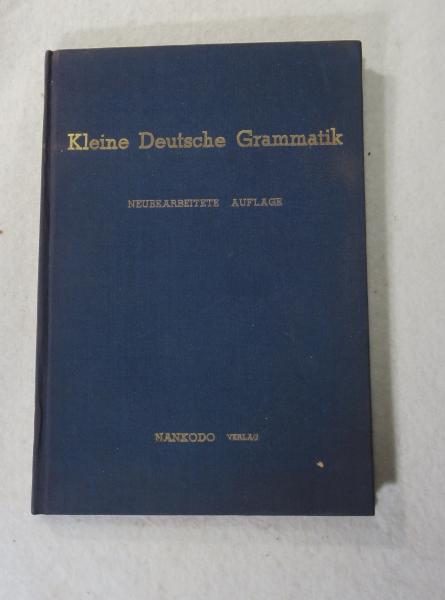 Kleine Deutsche Grammatik
NEUBEARBEITETE AUFLAGE
NANKODO VERLAG